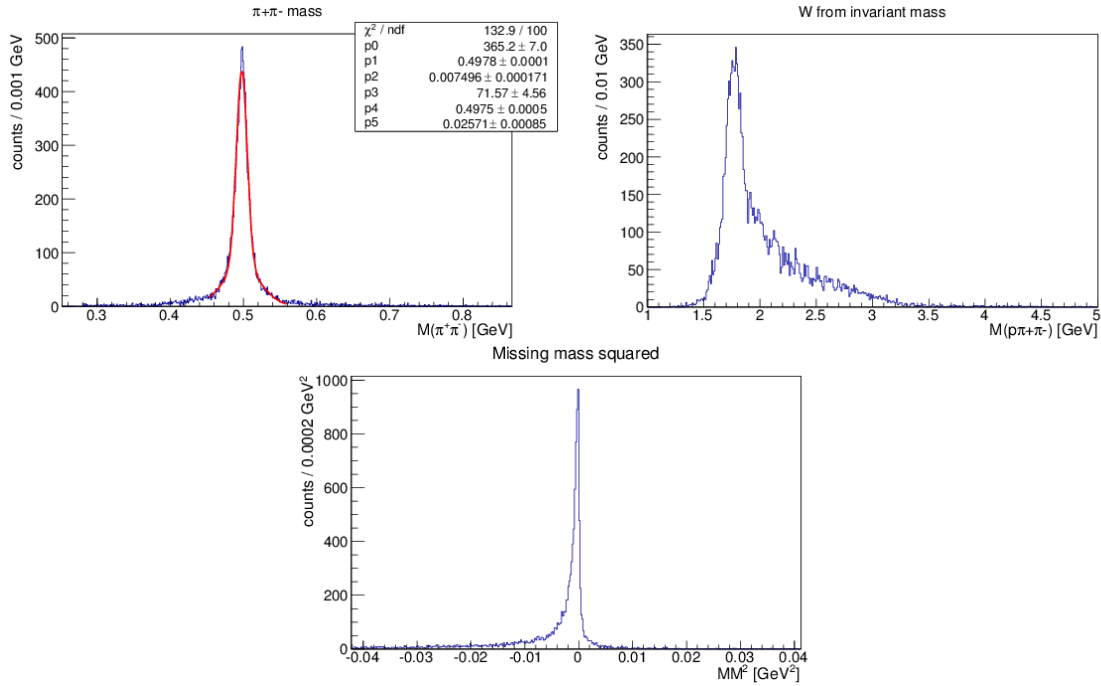 π+π- mass
χ² / ndf 132.9 / 100
p0 365.2 ± 7.0
p1 0.4978 ± 0.0001
p2 0.007496 ± 0.000171
p3 71.57 ± 4.56
p4 0.4975 ± 0.0005
p5 0.02571 ± 0.00085
counts / 0.001 GeV
500
400
300
200
100
0
0.3 0.4 0.5 0.6 0.7 0.8
M(π⁺π⁻) [GeV]
W from invariant mass
counts / 0.01 GeV
350
300
250
200
150
100
50
0
1 1.5 2 2.5 3 3.5 4 4.5 5
M(pπ+π-) [GeV]
Missing mass squared
counts / 0.0002 GeV²
1000
800
600
400
200
0
-0.04 -0.03 -0.02 -0.01 0 0.01 0.02 0.03 0.04
MM² [GeV²]